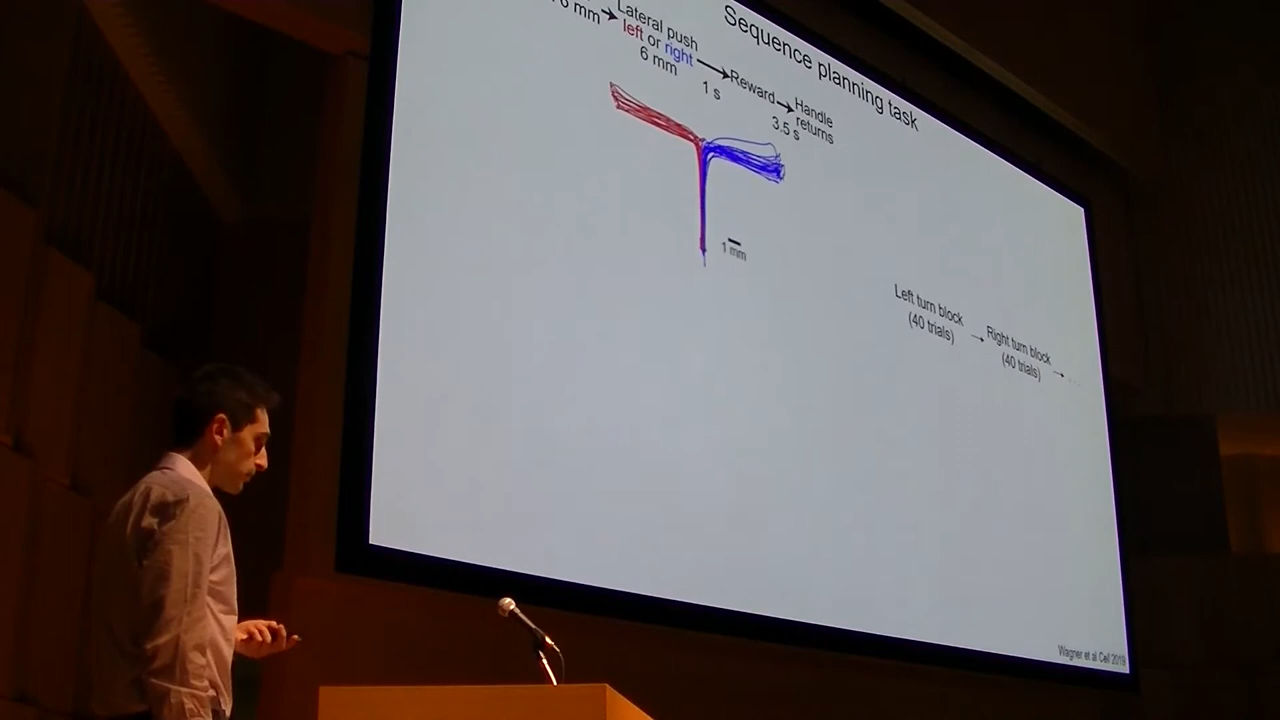 Sequence planning task
6 mm
Lateral push
left or right
6 mm
1 s
Reward
Handle
returns
3.5 s
1 mm
Left turn block
(40 trials)
Right turn block
(40 trials)
Wagner et al Cell 2019